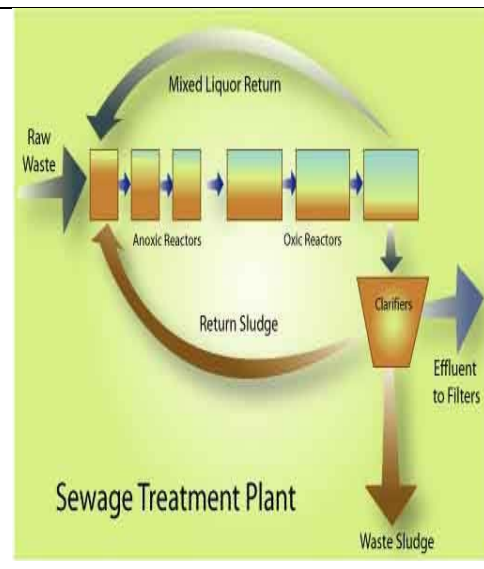 Mixed Liquor Return
Raw
Waste
Anoxic Reactors
Oxic Reactors
Clarifiers
Return Sludge
Effluent
to Filters
Sewage Treatment Plant
Waste Sludge